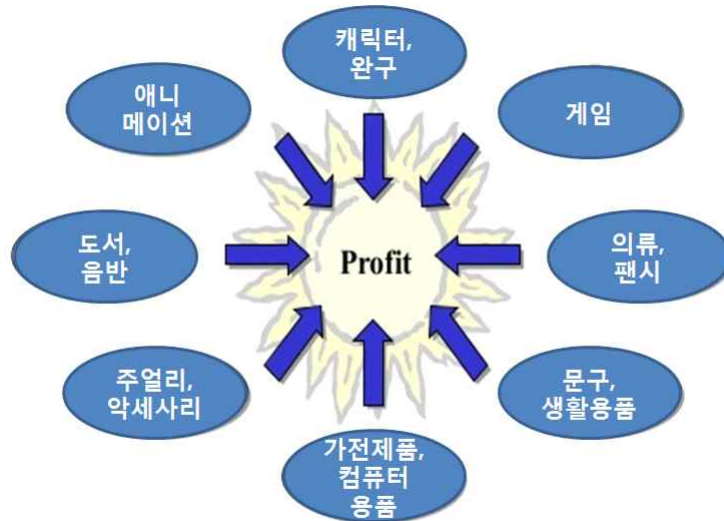 캐릭터,
완구
애니
메이션
게임
도서,
음반
Profit
의류,
팬시
주얼리,
악세사리
문구,
생활용품
가전제품,
컴퓨터
용품